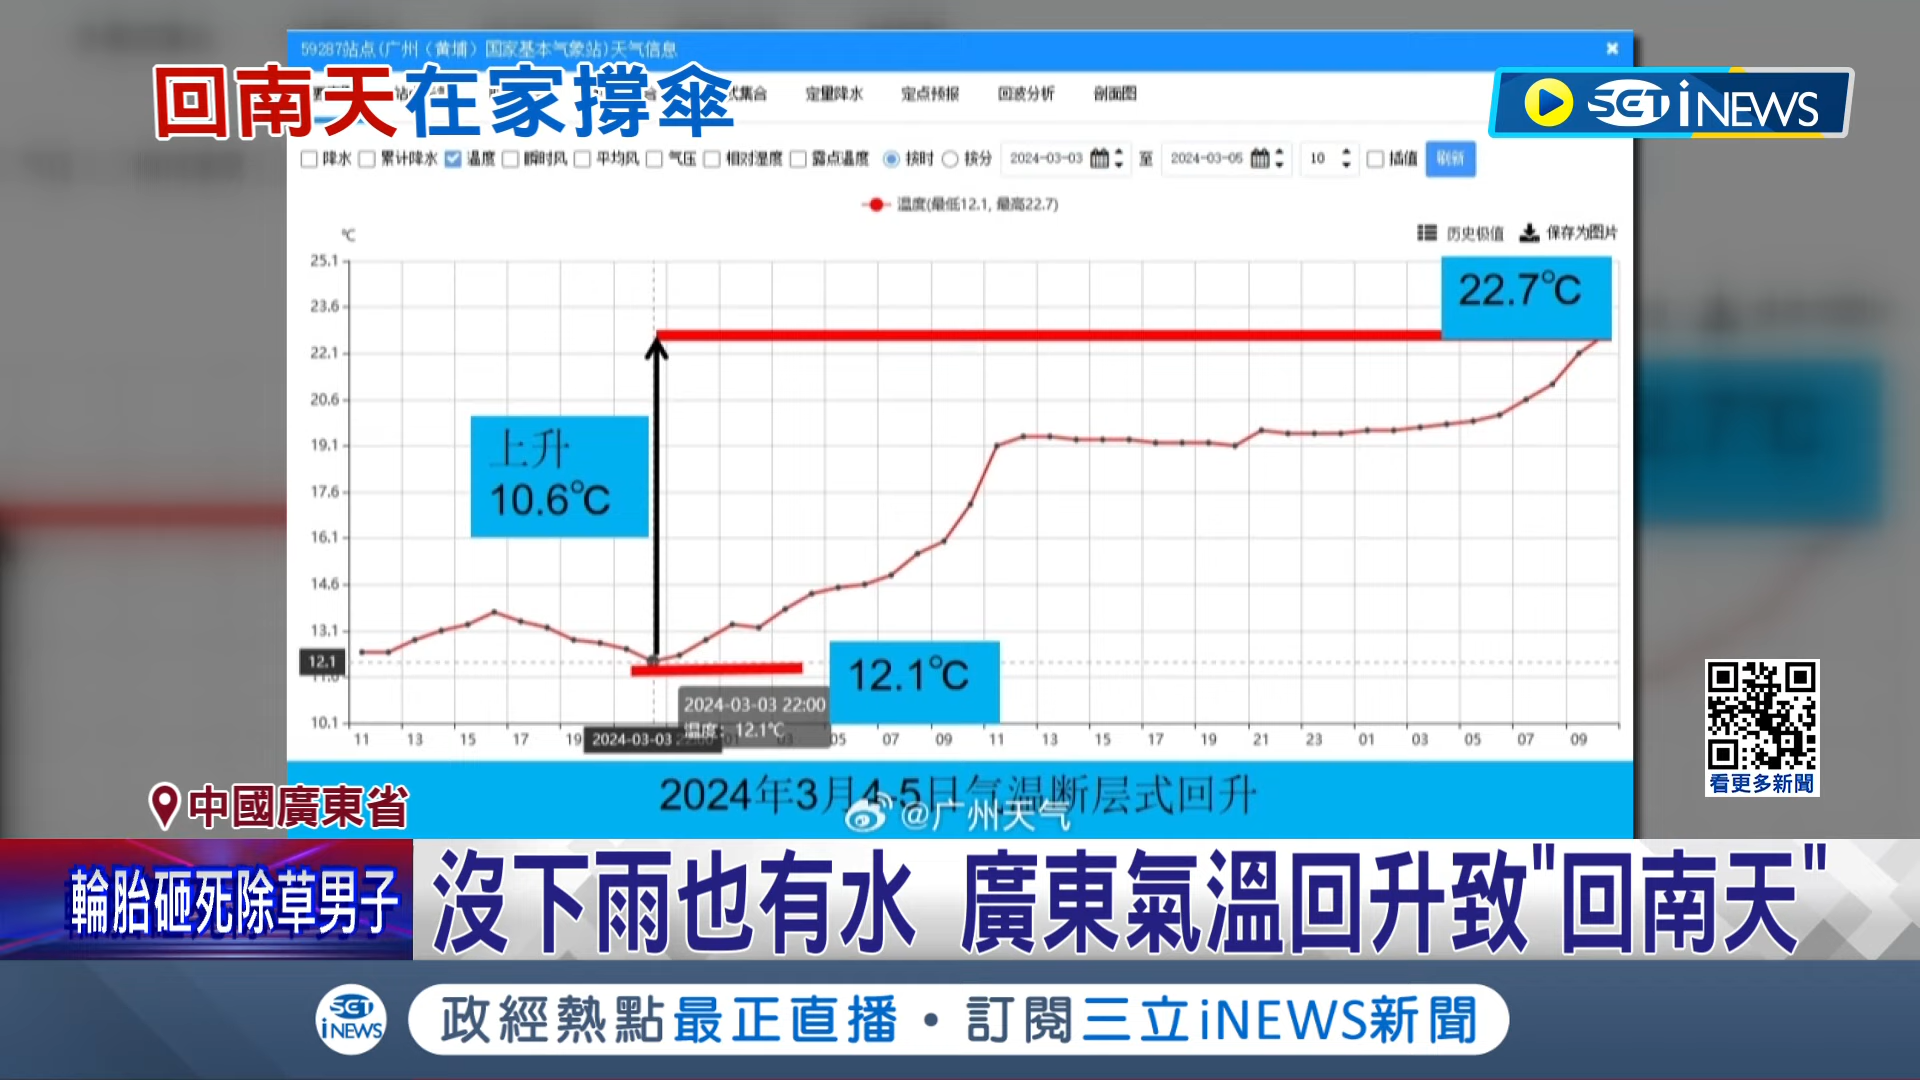 59287站点(广州（黄埔）国家基本气象站)天气信息
回南天在家撐傘
式集合 定量降水 定点预报 回波分析 剖面图
SET iNEWS
降水 累计降水 温度 瞬时风 平均风 气压 相对湿度 露点温度 按时 按分 2024-03-03 至 2024-03-05 10 插值 刷新
温度(最低12.1, 最高22.7)
历史极值 保存为图片
℃
25.1
23.6
22.1
20.6
19.1
17.6
16.1
14.6
13.1
12.1
10.1
22.7℃
上升
10.6℃
12.1℃
2024-03-03 22:00
温度: 12.1℃
11 13 15 17 19 2024-03-03 01 03 05 07 09 11 13 15 17 19 21 23 01 03 05 07 09
2024年3月4-5日气温断层式回升
@广州天气
看更多新聞
中國廣東省
輪胎砸死除草男子
沒下雨也有水 廣東氣溫回升致"回南天"
SET iNEWS
政經熱點最正直播・訂閱三立iNEWS新聞